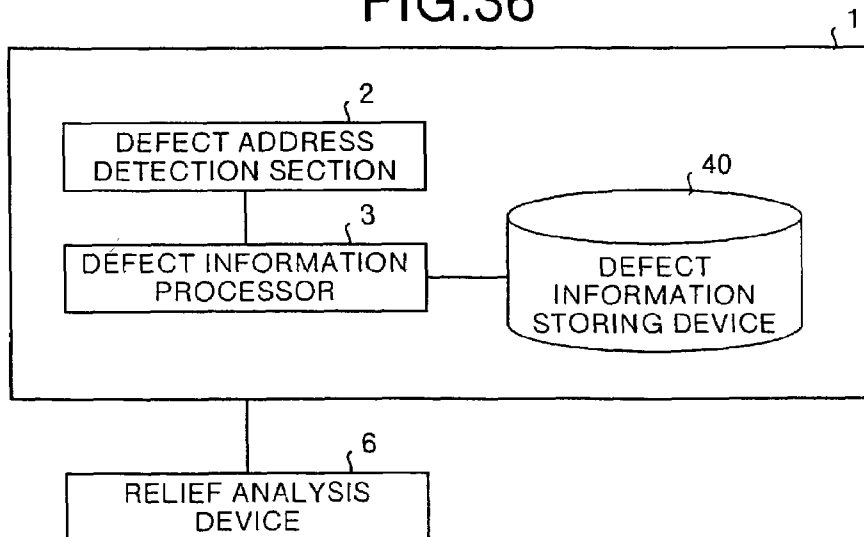 FIG.36
1
2
DEFECT ADDRESS
DETECTION SECTION
3
DEFECT INFORMATION
PROCESSOR
40
DEFECT
INFORMATION
STORING DEVICE
6
RELIEF ANALYSIS
DEVICE